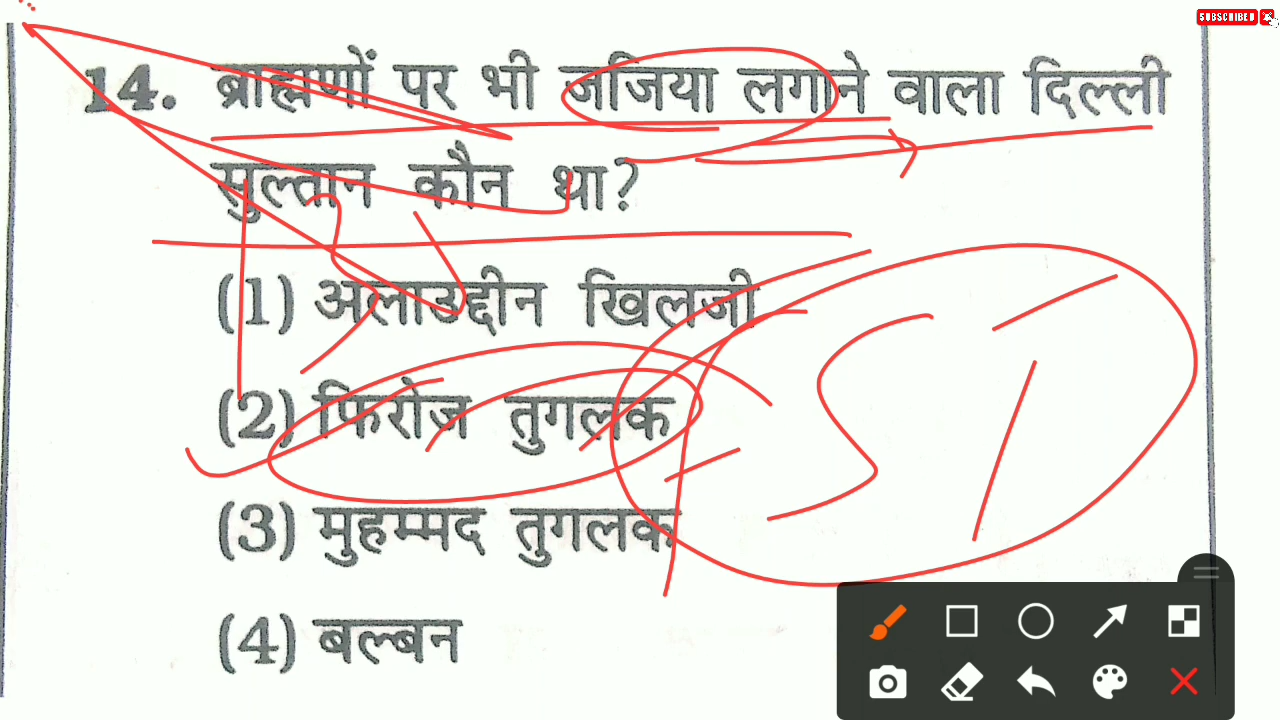 SUBSCRIBED
14. ब्राह्मणों पर भी जजिया लगाने वाला दिल्ली
सुल्तान कौन था?
(1) अलाउद्दीन खिलजी
(2) फिरोज तुगलक
(3) मुहम्मद तुगलक
(4) बल्बन